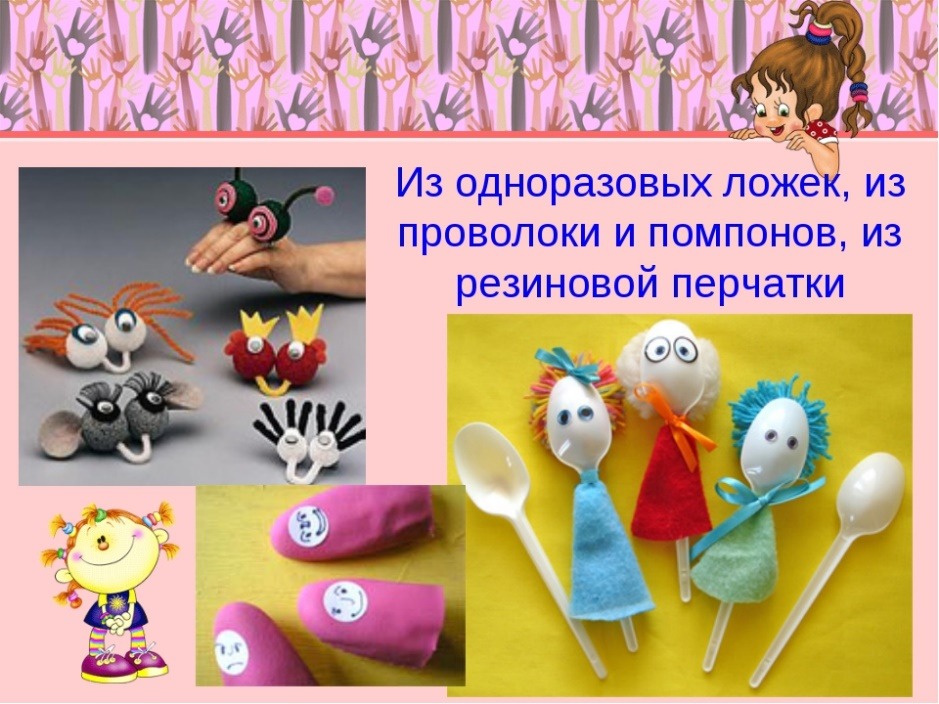 Из одноразовых ложек, из
проволоки и помпонов, из
резиновой перчатки